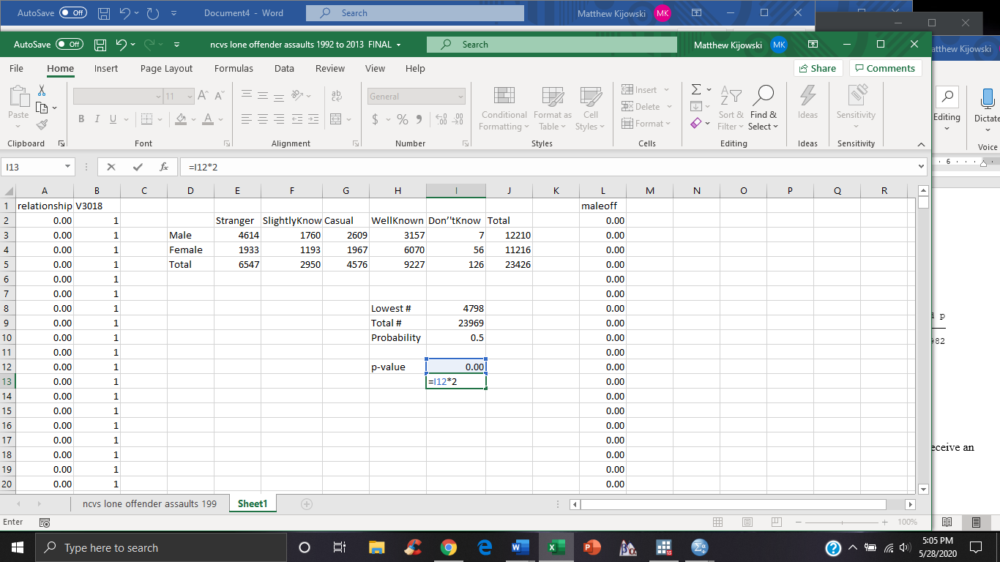 AutoSave Off Document4 - Word Search Matthew Kijowski MK
AutoSave Off ncvs lone offender assaults 1992 to 2013 FINAL Search Matthew Kijowski MK
atthew Kijowski
File Home Insert Page Layout Formulas Data Review View Help Share Comments
Paste 11 A A ab General Conditional Formatting Format as Table Cell Styles Insert Delete Format Sort & Filter Find & Select Ideas Sensitivity Editing Dictate
B I U A $ % 9
Clipboard Font Alignment Number Styles Cells Editing Ideas Sensitivity Voice
I13 fx =I12*2 6
A B C D E F G H I J K L M N O P Q R
1 relationship V3018 maleoff
2 0.00 1 Stranger SlightlyKnow Casual WellKnown Don''tKnow Total 0.00
3 0.00 1 Male 4614 1760 2609 3157 7 12210 0.00
4 0.00 1 Female 1933 1193 1967 6070 56 11216 0.00
5 0.00 1 Total 6547 2950 4576 9227 126 23426 0.00
6 0.00 1 0.00
7 0.00 1 0.00
8 0.00 1 Lowest # 4798 0.00
9 0.00 1 Total # 23969 0.00
10 0.00 1 Probability 0.5 0.00
11 0.00 1 0.00
12 0.00 1 p-value 0.00 0.00
13 0.00 1 =I12*2 0.00
14 0.00 1 0.00
15 0.00 1 0.00
16 0.00 1 0.00
17 0.00 1 0.00
18 0.00 1 0.00
19 0.00 1 0.00
20 0.00 1 0.00
p
982
eceive an
ncvs lone offender assaults 199 Sheet1
Enter 100%
Type here to search 5:05 PM
5/28/2020